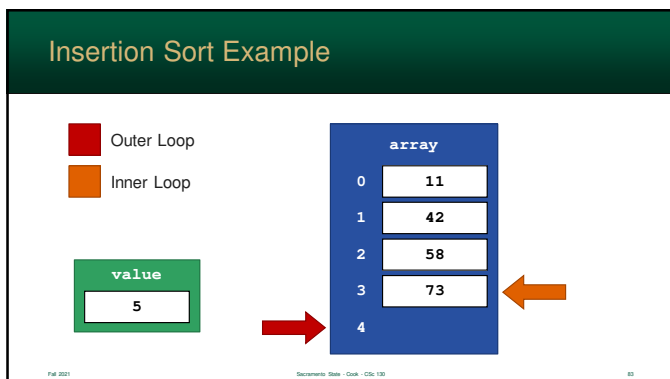 Insertion Sort Example
Outer Loop
Inner Loop
array
0 11
1 42
2 58
3 73
4
value
5
Fall 2021
Sacramento State - Cook - CSc 130
83